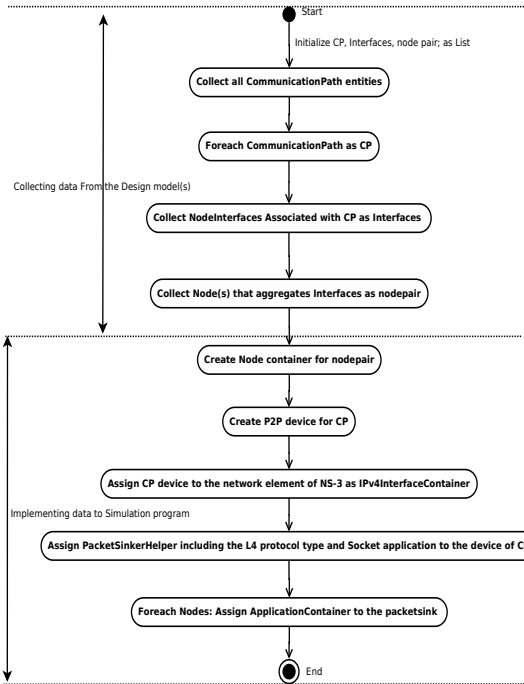 Start
Initialize CP, Interfaces, node pair; as List
Collect all CommunicationPath entities
Foreach CommunicationPath as CP
Collecting data From the Design model(s)
Collect NodeInterfaces Associated with CP as Interfaces
Collect Node(s) that aggregates Interfaces as nodepair
Create Node container for nodepair
Create P2P device for CP
Assign CP device to the network element of NS-3 as IPv4InterfaceContainer
Implementing data to Simulation program
Assign PacketSinkerHelper including the L4 protocol type and Socket application to the device of
Foreach Nodes: Assign ApplicationContainer to the packetsink
End